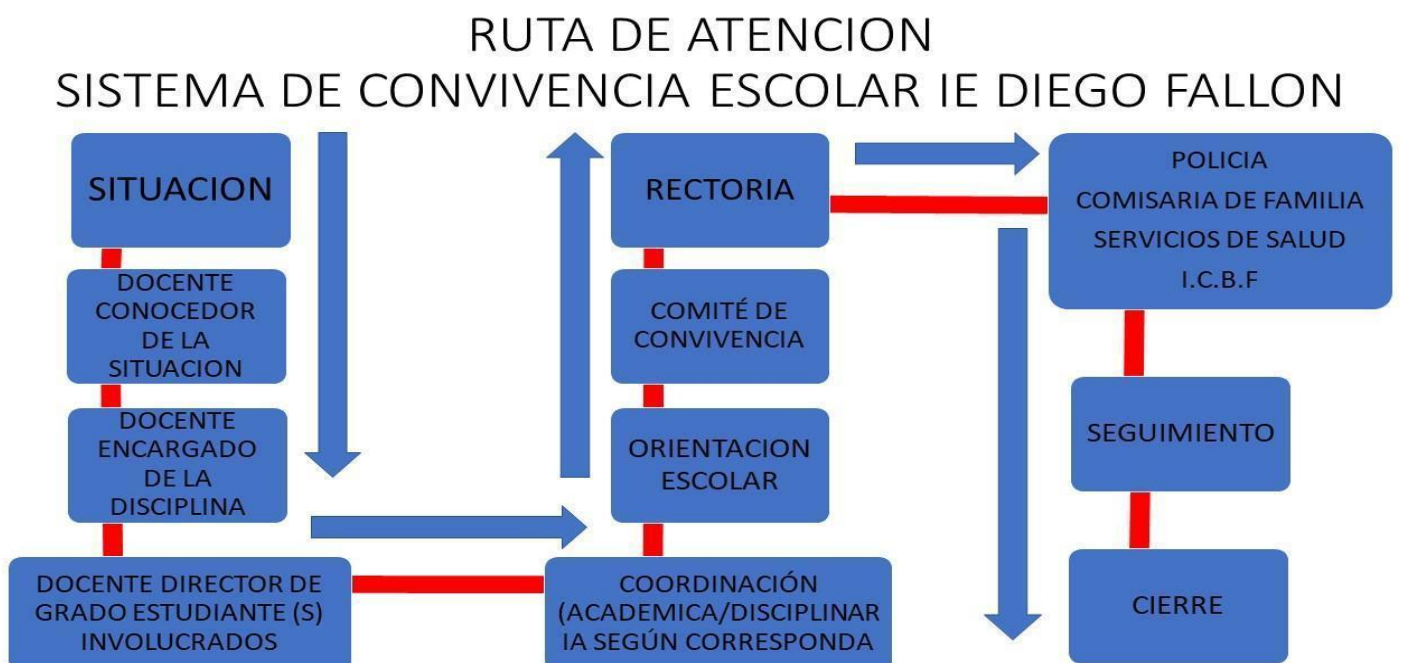 RUTA DE ATENCION
SISTEMA DE CONVIVENCIA ESCOLAR IE DIEGO FALLON
SITUACION
DOCENTE
CONOCEDOR
DE LA
SITUACION
DOCENTE
ENCARGADO
DE LA
DISCIPLINA
DOCENTE DIRECTOR DE
GRADO ESTUDIANTE (S)
INVOLUCRADOS
COORDINACIÓN
(ACADEMICA/DISCIPLINAR
IA SEGÚN CORRESPONDA
ORIENTACION
ESCOLAR
COMITÉ DE
CONVIVENCIA
RECTORIA
POLICIA
COMISARIA DE FAMILIA
SERVICIOS DE SALUD
I.C.B.F
SEGUIMIENTO
CIERRE